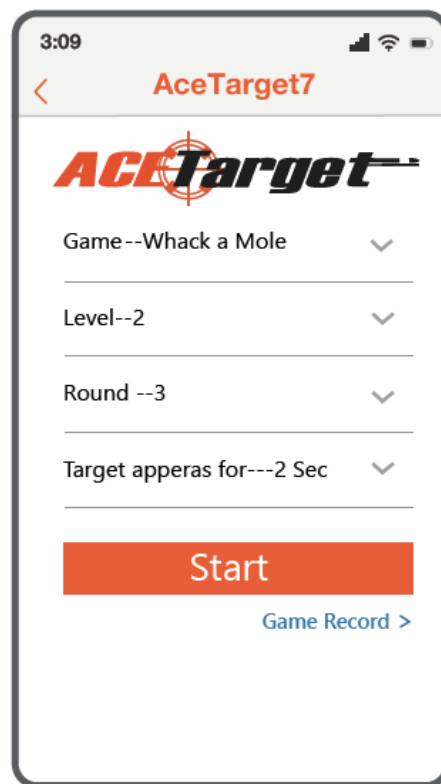 3:09
<
AceTarget7
ACETarget
Game--Whack a Mole
Level--2
Round --3
Target apperas for---2 Sec
Start
Game Record >